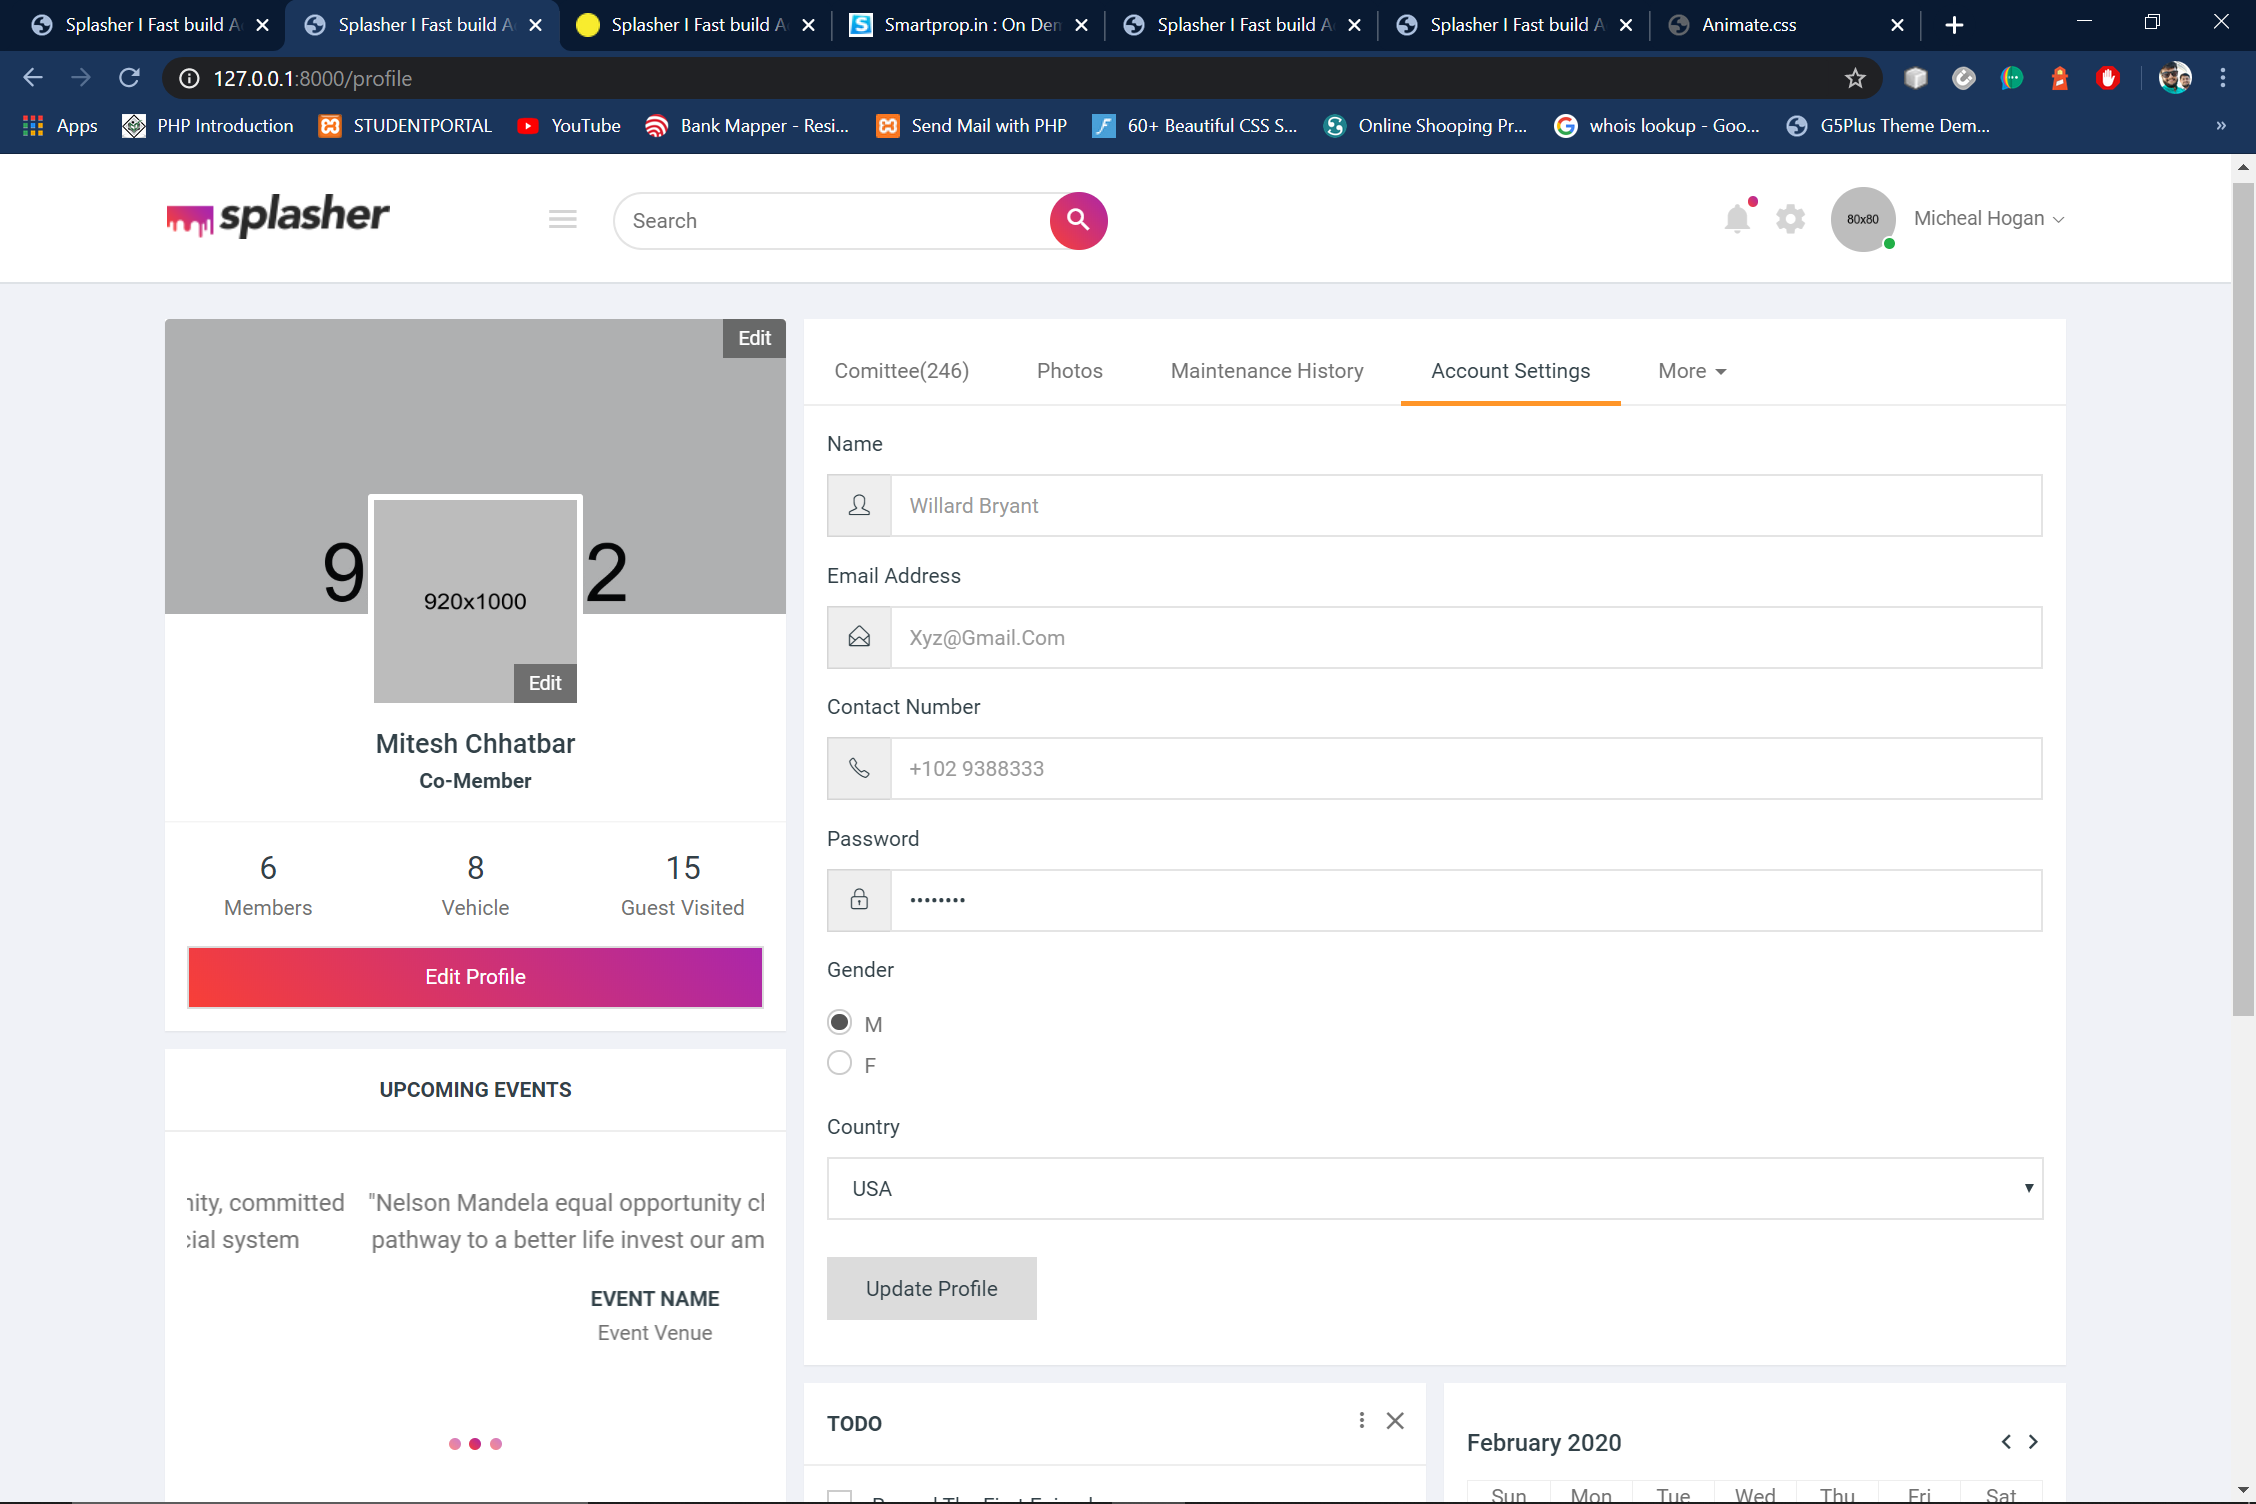 Splasher I Fast build A
Splasher I Fast build A
Splasher I Fast build A
Smartprop.in : On Den
Splasher I Fast build A
Splasher I Fast build A
Animate.css
127.0.0.1:8000/profile
Apps
PHP Introduction
STUDENTPORTAL
YouTube
Bank Mapper - Resi...
Send Mail with PHP
60+ Beautiful CSS S...
Online Shooping Pr...
whois lookup - Goo...
G5Plus Theme Dem...
splasher
Search
80x80
Micheal Hogan
Edit
9 2
920x1000
Edit
Mitesh Chhatbar
Co-Member
6 8 15
Members Vehicle Guest Visited
Edit Profile
UPCOMING EVENTS
nity, committed "Nelson Mandela equal opportunity cl
cial system pathway to a better life invest our am
EVENT NAME
Event Venue
Comittee(246) Photos Maintenance History Account Settings More
Name
Willard Bryant
Email Address
Xyz@Gmail.Com
Contact Number
+102 9388333
Password
••••••••
Gender
M
F
Country
USA
Update Profile
TODO
February 2020
Sun Mon Tue Wed Thu Fri Sat